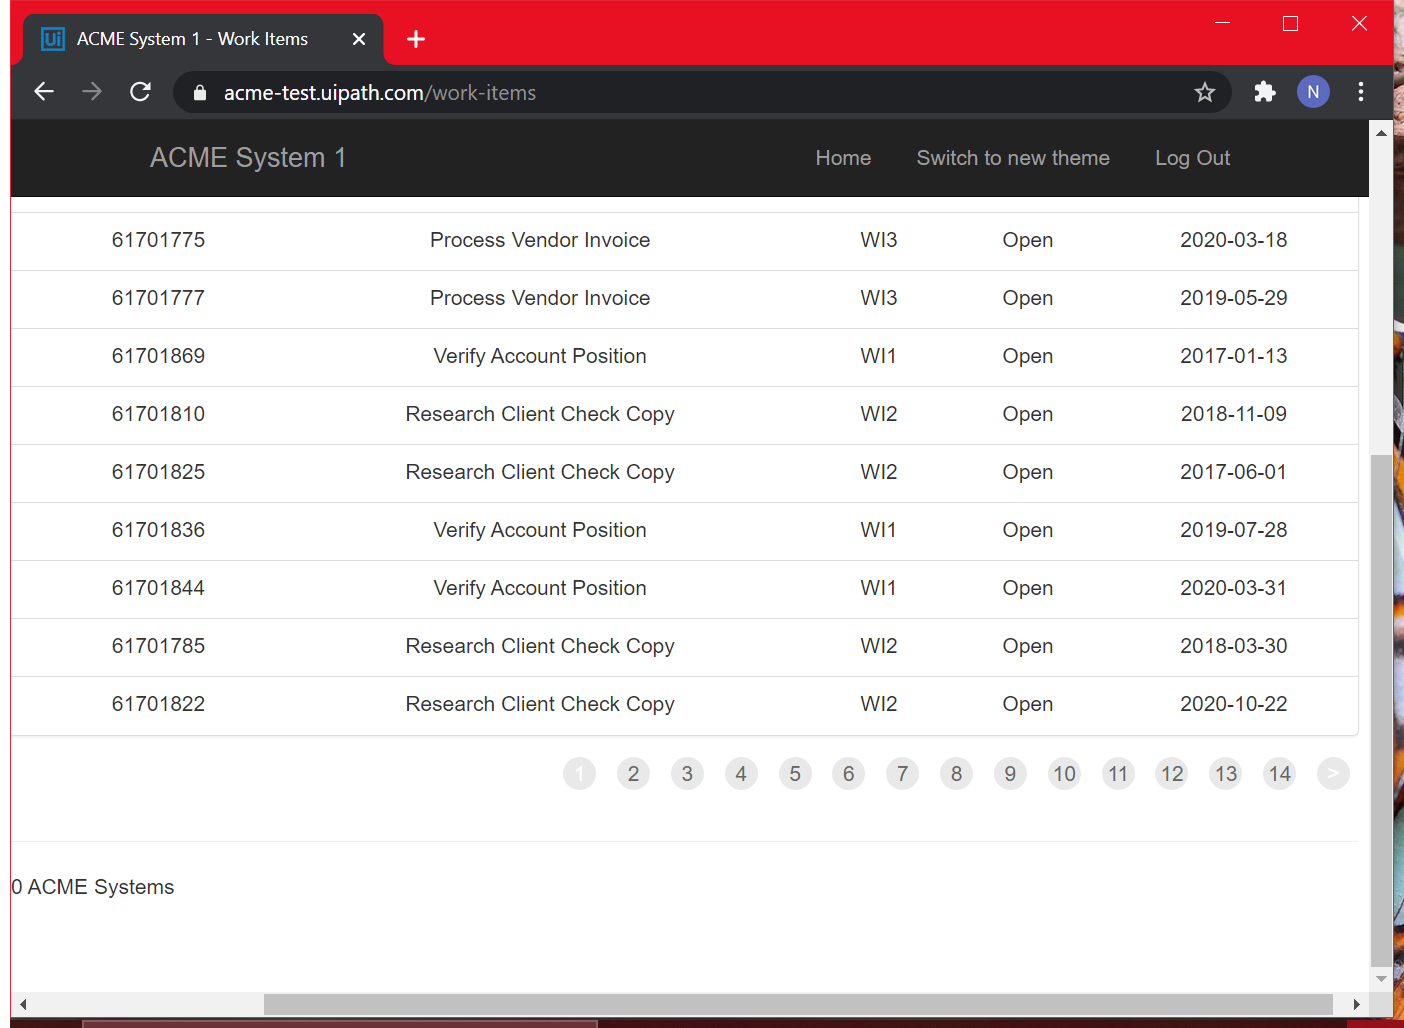 Ui ACME System 1 - Work Items
acme-test.uipath.com/work-items
N
ACME System 1 Home Switch to new theme Log Out
61701775 Process Vendor Invoice WI3 Open 2020-03-18
61701777 Process Vendor Invoice WI3 Open 2019-05-29
61701869 Verify Account Position WI1 Open 2017-01-13
61701810 Research Client Check Copy WI2 Open 2018-11-09
61701825 Research Client Check Copy WI2 Open 2017-06-01
61701836 Verify Account Position WI1 Open 2019-07-28
61701844 Verify Account Position WI1 Open 2020-03-31
61701785 Research Client Check Copy WI2 Open 2018-03-30
61701822 Research Client Check Copy WI2 Open 2020-10-22
1 2 3 4 5 6 7 8 9 10 11 12 13 14 >
0 ACME Systems